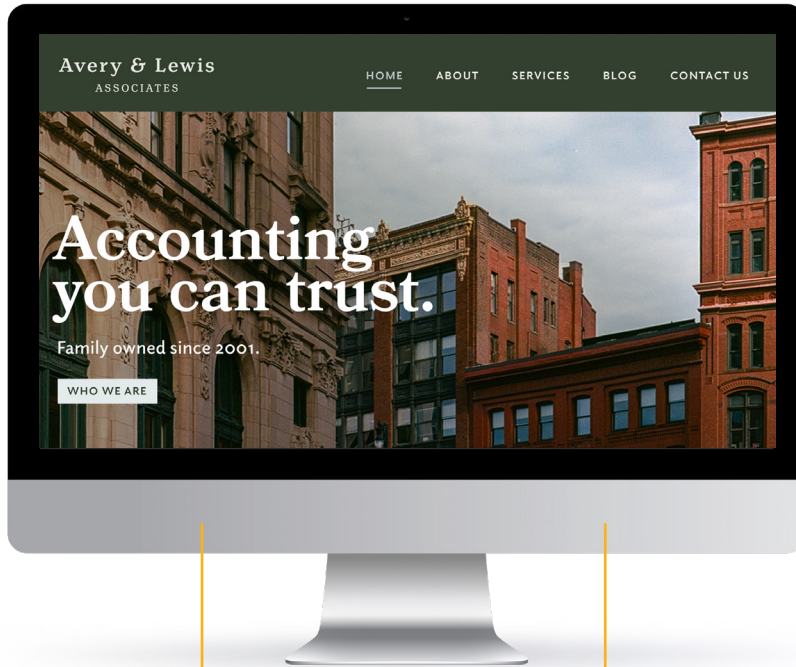 Avery & Lewis
ASSOCIATES
HOME ABOUT SERVICES BLOG CONTACT US
Accounting
you can trust.
Family owned since 2001.
WHO WE ARE